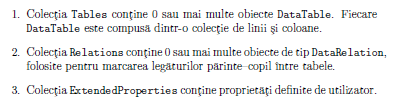 1. Colecția Tables conține 0 sau mai multe obiecte DataTable. Fiecare
DataTable este compusă dintr-o colecție de linii și coloane.
2. Colecția Relations conține 0 sau mai multe obiecte de tip DataRelation,
folosite pentru marcarea legăturilor părinte–copil între tabele.
3. Colecția ExtendedProperties conține proprietăți definite de utilizator.